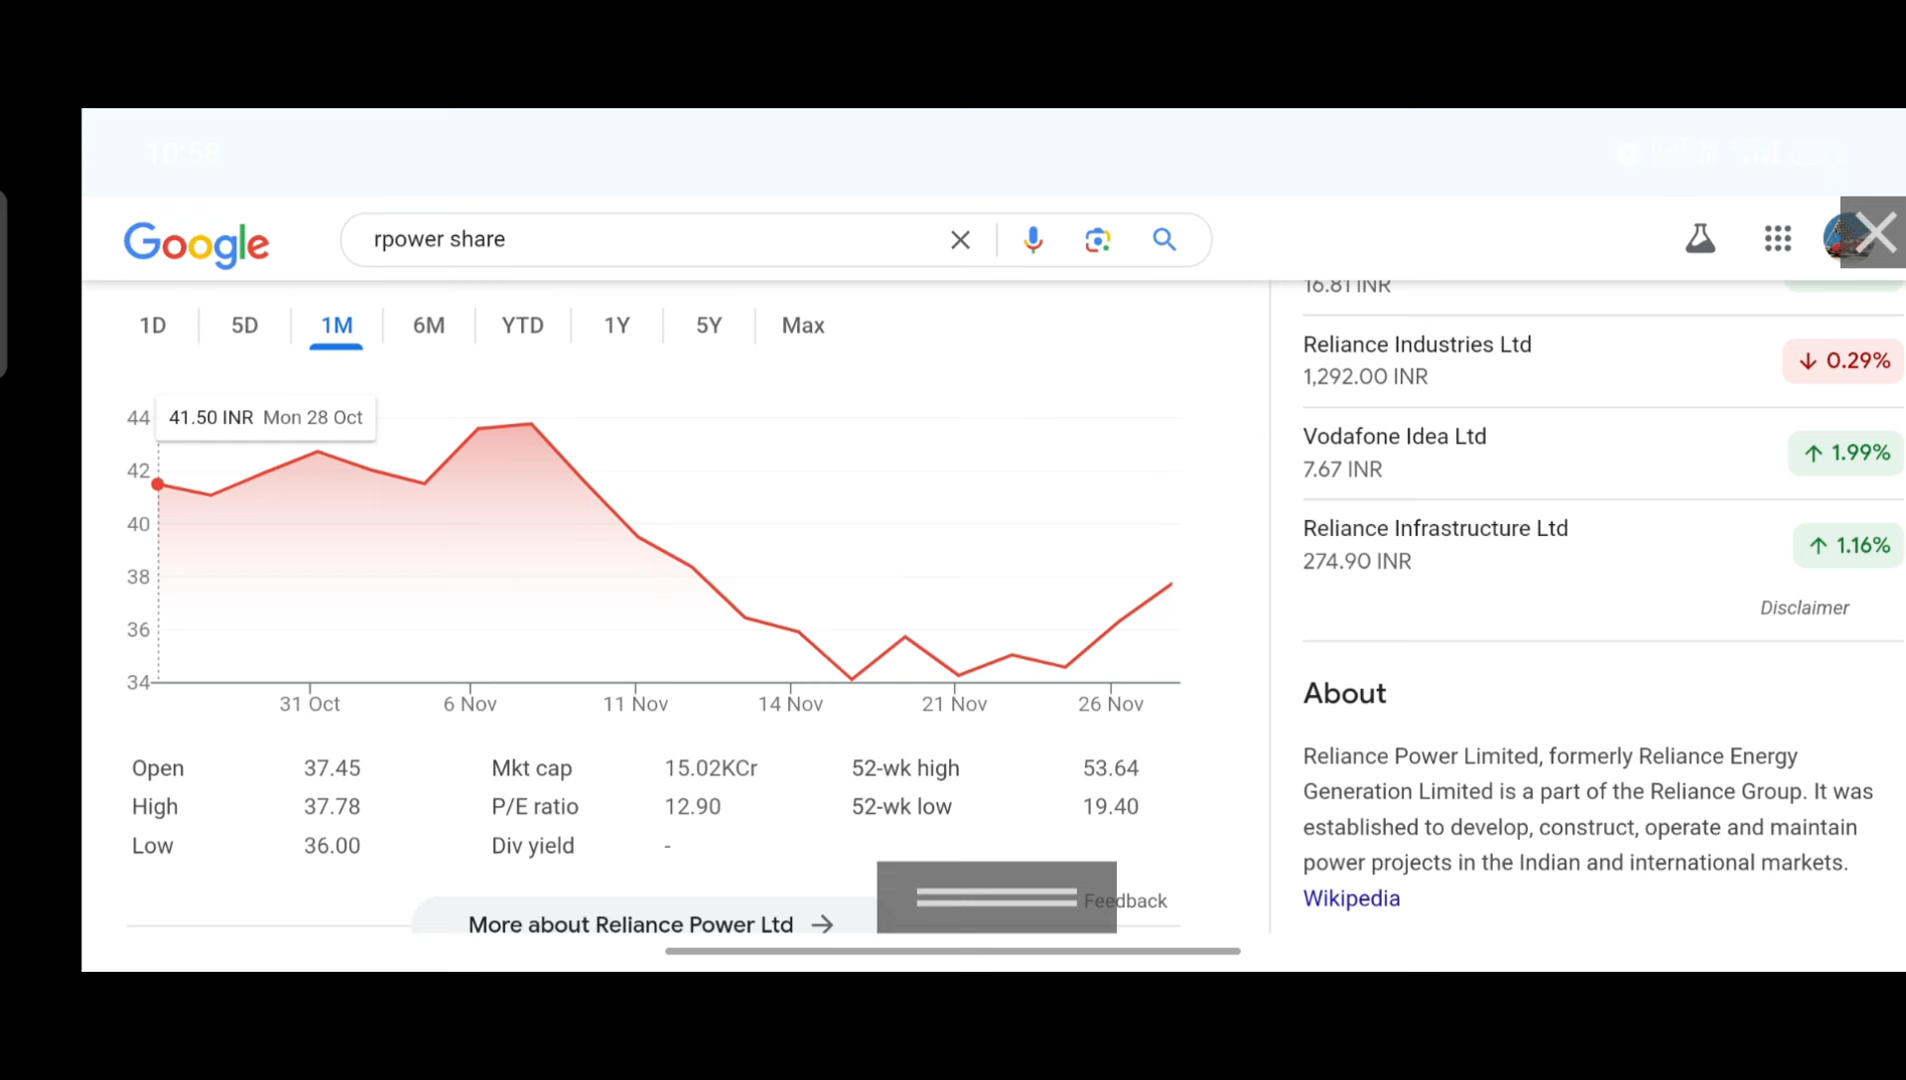 10:58
Google
rpower share
1D 5D 1M 6M YTD 1Y 5Y Max
41.50 INR Mon 28 Oct
44
42
40
38
36
34
31 Oct 6 Nov 11 Nov 14 Nov 21 Nov 26 Nov
Open 37.45 Mkt cap 15.02KCr 52-wk high 53.64
High 37.78 P/E ratio 12.90 52-wk low 19.40
Low 36.00 Div yield -
Feedback
More about Reliance Power Ltd →
16.81 INR
Reliance Industries Ltd
1,292.00 INR
↓ 0.29%
Vodafone Idea Ltd
7.67 INR
↑ 1.99%
Reliance Infrastructure Ltd
274.90 INR
↑ 1.16%
Disclaimer
About
Reliance Power Limited, formerly Reliance Energy
Generation Limited is a part of the Reliance Group. It was
established to develop, construct, operate and maintain
power projects in the Indian and international markets.
Wikipedia